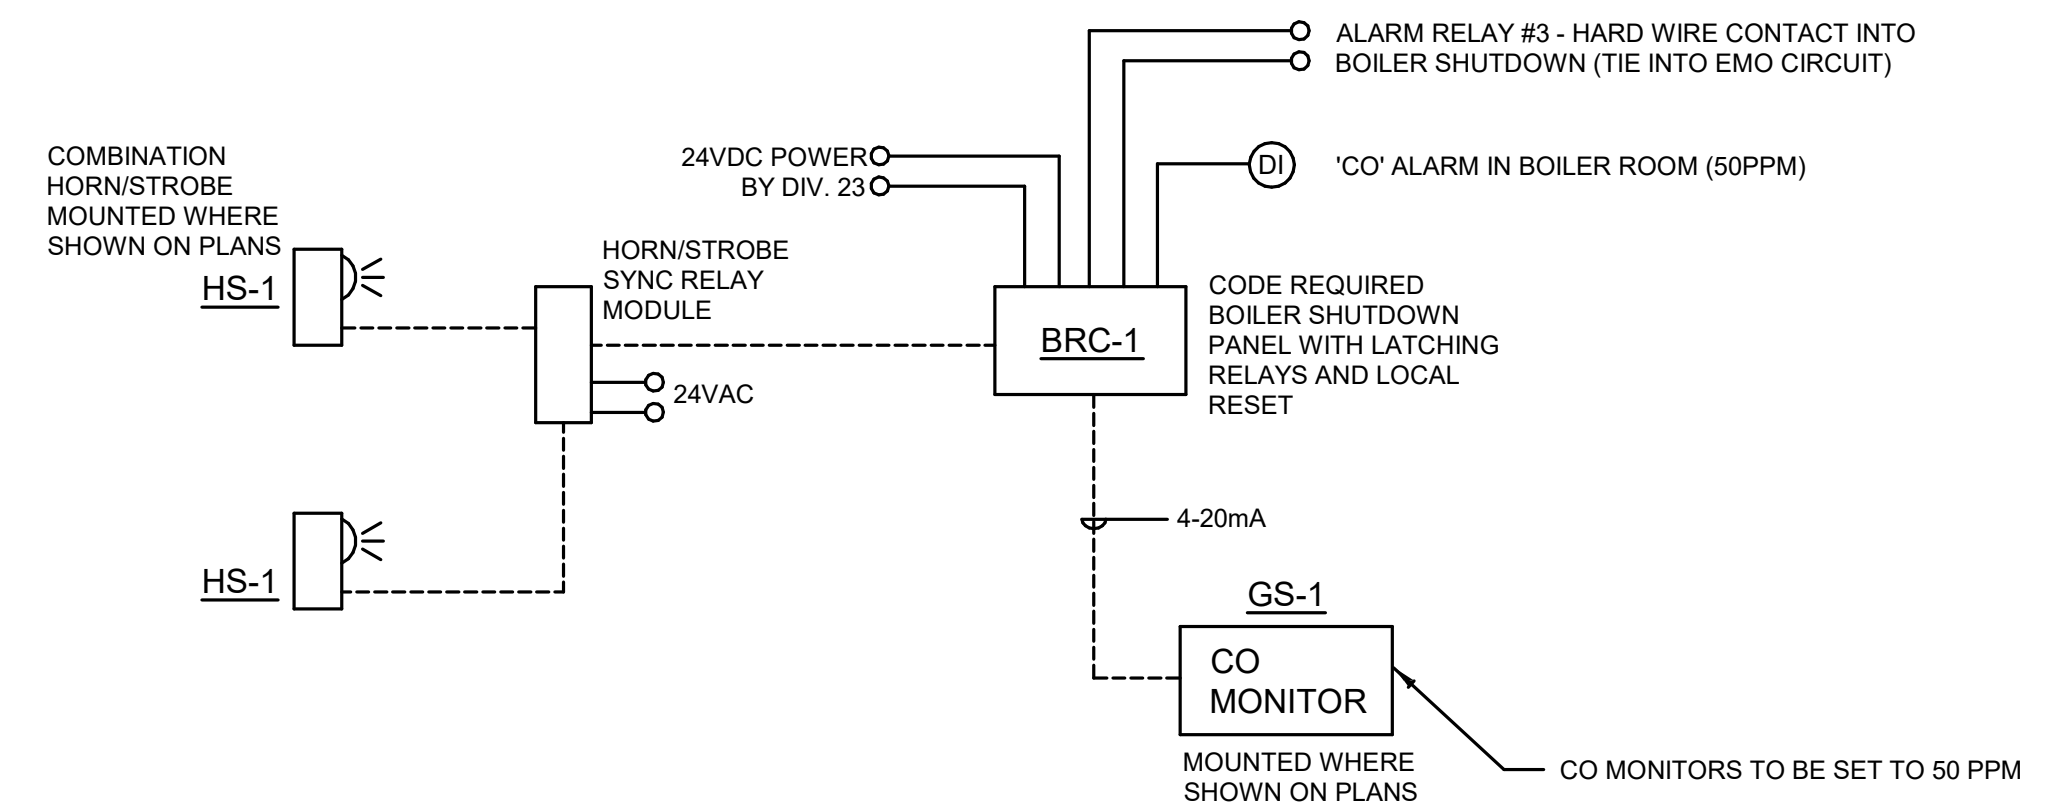 ALARM RELAY #3 - HARD WIRE CONTACT INTO
BOILER SHUTDOWN (TIE INTO EMO CIRCUIT)
COMBINATION
HORN/STROBE
MOUNTED WHERE
SHOWN ON PLANS
HS-1
24VDC POWER
BY DIV. 23
DI
'CO' ALARM IN BOILER ROOM (50PPM)
HORN/STROBE
SYNC RELAY
MODULE
24VAC
BRC-1
CODE REQUIRED
BOILER SHUTDOWN
PANEL WITH LATCHING
RELAYS AND LOCAL
RESET
4-20mA
HS-1
GS-1
CO
MONITOR
MOUNTED WHERE
SHOWN ON PLANS
CO MONITORS TO BE SET TO 50 PPM